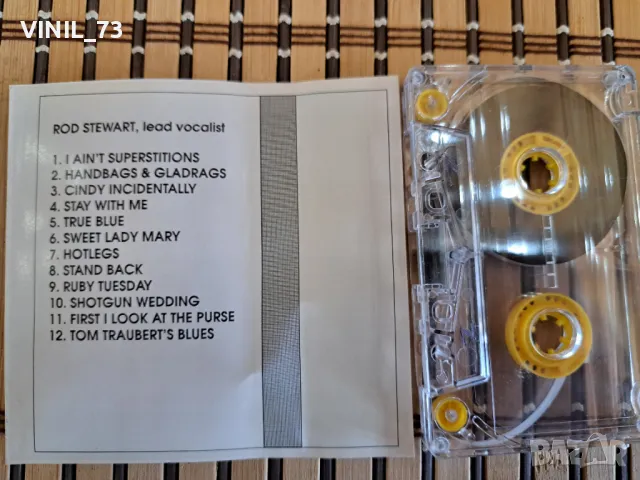 VINIL_73
ROD STEWART, lead vocalist
1. I AIN'T SUPERSTITIONS
2. HANDBAGS & GLADRAGS
3. CINDY INCIDENTALLY
4. STAY WITH ME
5. TRUE BLUE
6. SWEET LADY MARY
7. HOTLEGS
8. STAND BACK
9. RUBY TUESDAY
10. SHOTGUN WEDDING
11. FIRST I LOOK AT THE PURSE
12. TOM TRAUBERT'S BLUES
BAZAR